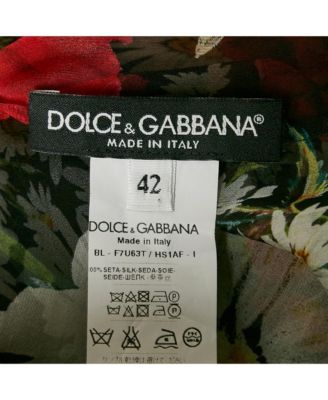 DOLCE & GABBANA®
MADE IN ITALY
42
DOLCE & GABBANA
Made in Italy
BL - F7U63T / HS1AF - I
00% SETA-SILK-SEDA-SOIE-
SEIDE-ШЕЛК -